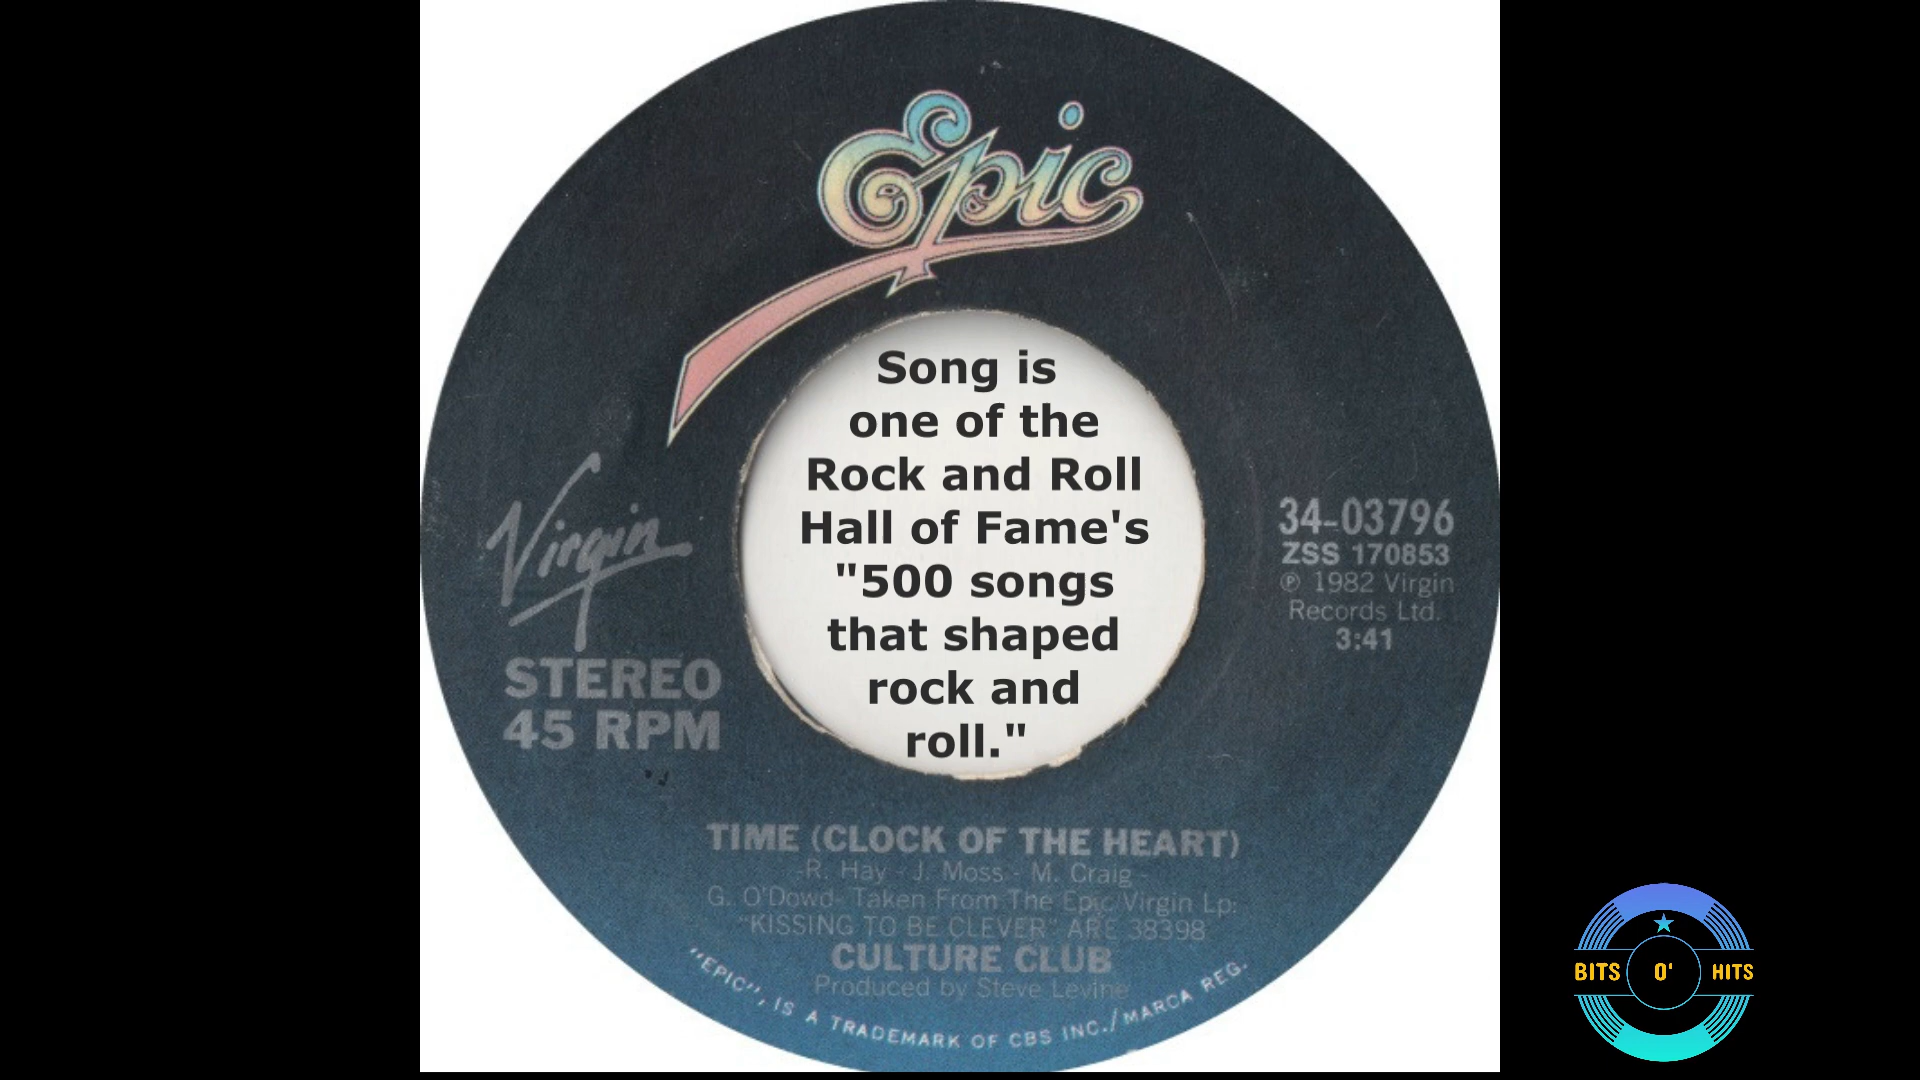 Epic
Song is
one of the
Rock and Roll
Hall of Fame's
"500 songs
that shaped
rock and
roll."
Virgin
STEREO
45 RPM
34-03796
ZSS 170853
℗ 1982 Virgin
Records Ltd.
3:41
TIME (CLOCK OF THE HEART)
-R. Hay - J. Moss - M. Craig -
G. O'Dowd- Taken From The Epic/Virgin Lp:
"KISSING TO BE CLEVER" ARE 38398
CULTURE CLUB
Produced by Steve Levine
"EPIC", IS A TRADEMARK OF CBS INC./MARCA REG.
BITS O' HITS